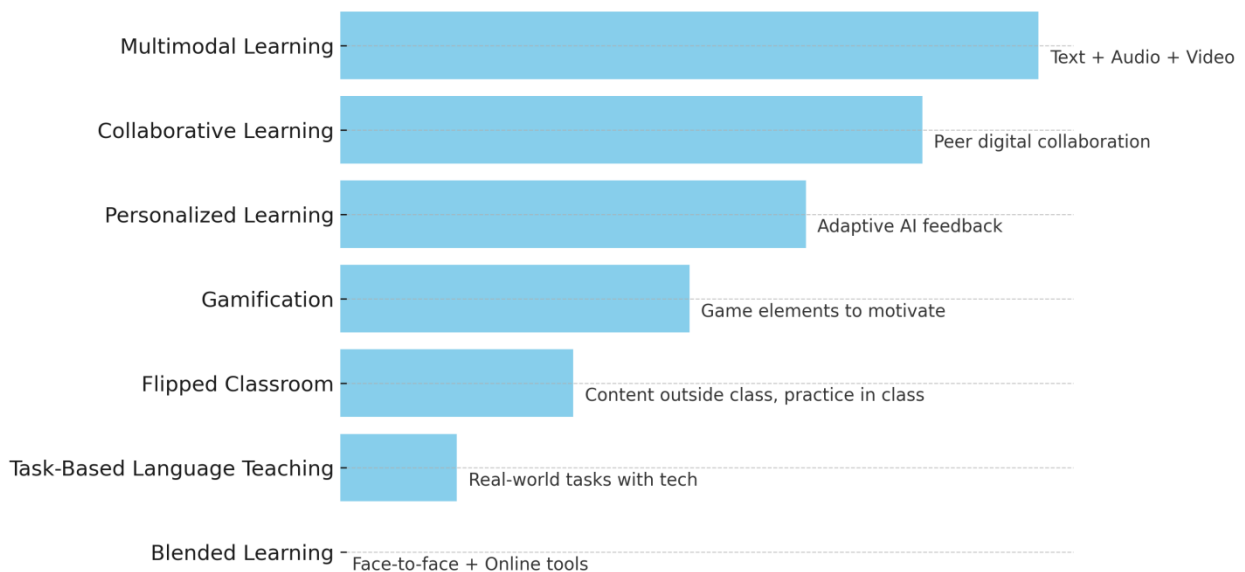 Multimodal Learning
Text + Audio + Video
Collaborative Learning
Peer digital collaboration
Personalized Learning
Adaptive AI feedback
Gamification
Game elements to motivate
Flipped Classroom
Content outside class, practice in class
Task-Based Language Teaching
Real-world tasks with tech
Blended Learning
Face-to-face + Online tools